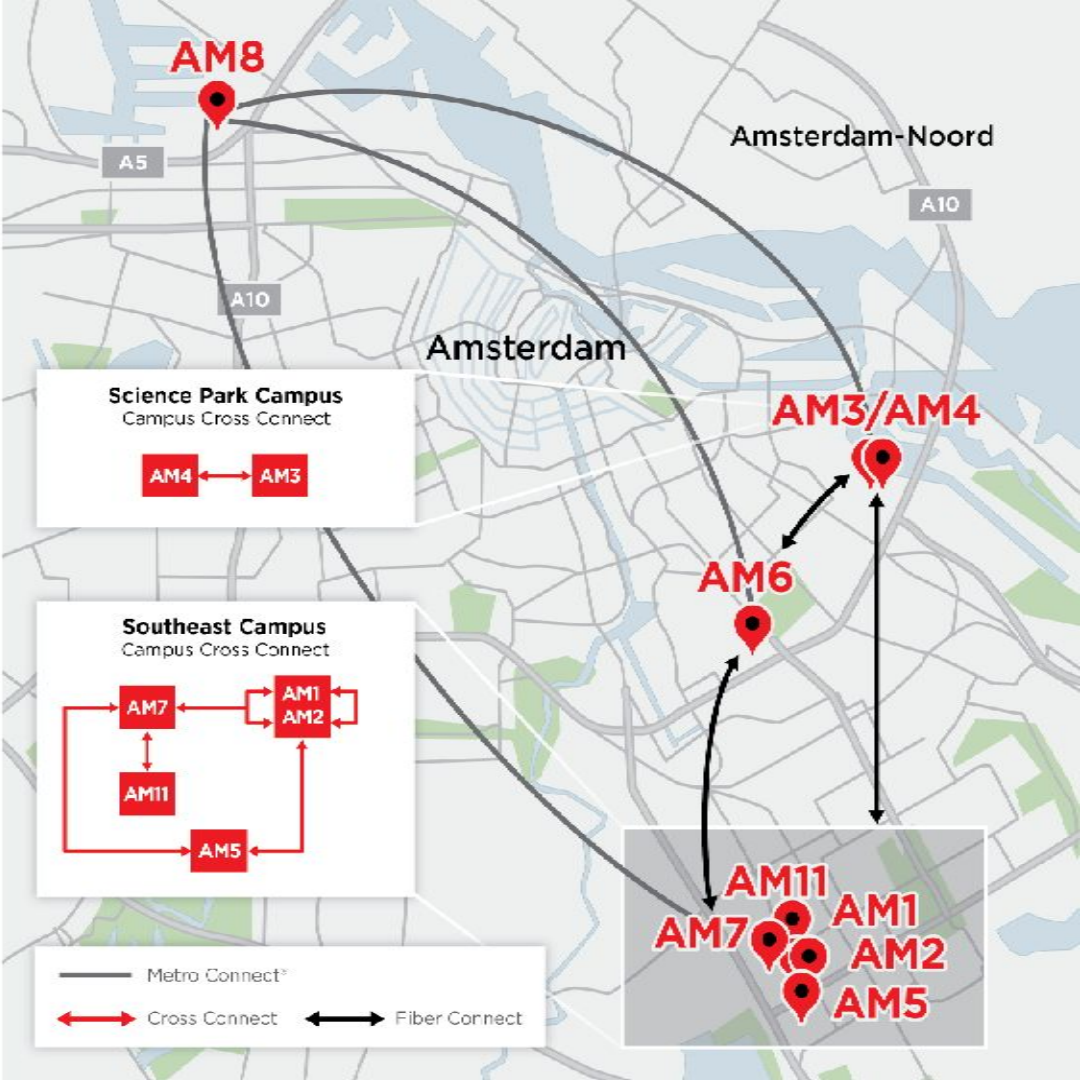 AM8
Amsterdam-Noord
A5
A10
A10
Amsterdam
Science Park Campus
Campus Cross Connect
AM4
AM3
AM3/AM4
AM6
Southeast Campus
Campus Cross Connect
AM7
AM1
AM2
AM11
AM5
AM11
AM1
AM7
AM2
AM5
Metro Connect®
Cross Connect
Fiber Connect